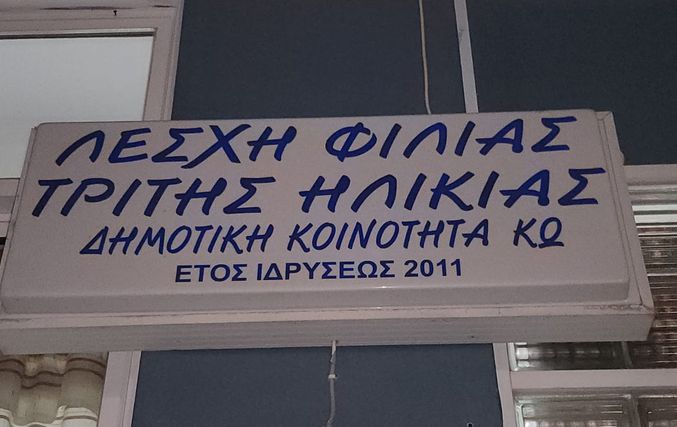 ΛΕΣΧΗ ΦΙΛΙΑΣ
ΤΡΙΤΗΣ ΗΛΙΚΙΑΣ
ΔΗΜΟΤΙΚΗ ΚΟΙΝΟΤΗΤΑ ΚΩ
ΕΤΟΣ ΙΔΡΥΣΕΩΣ 2011